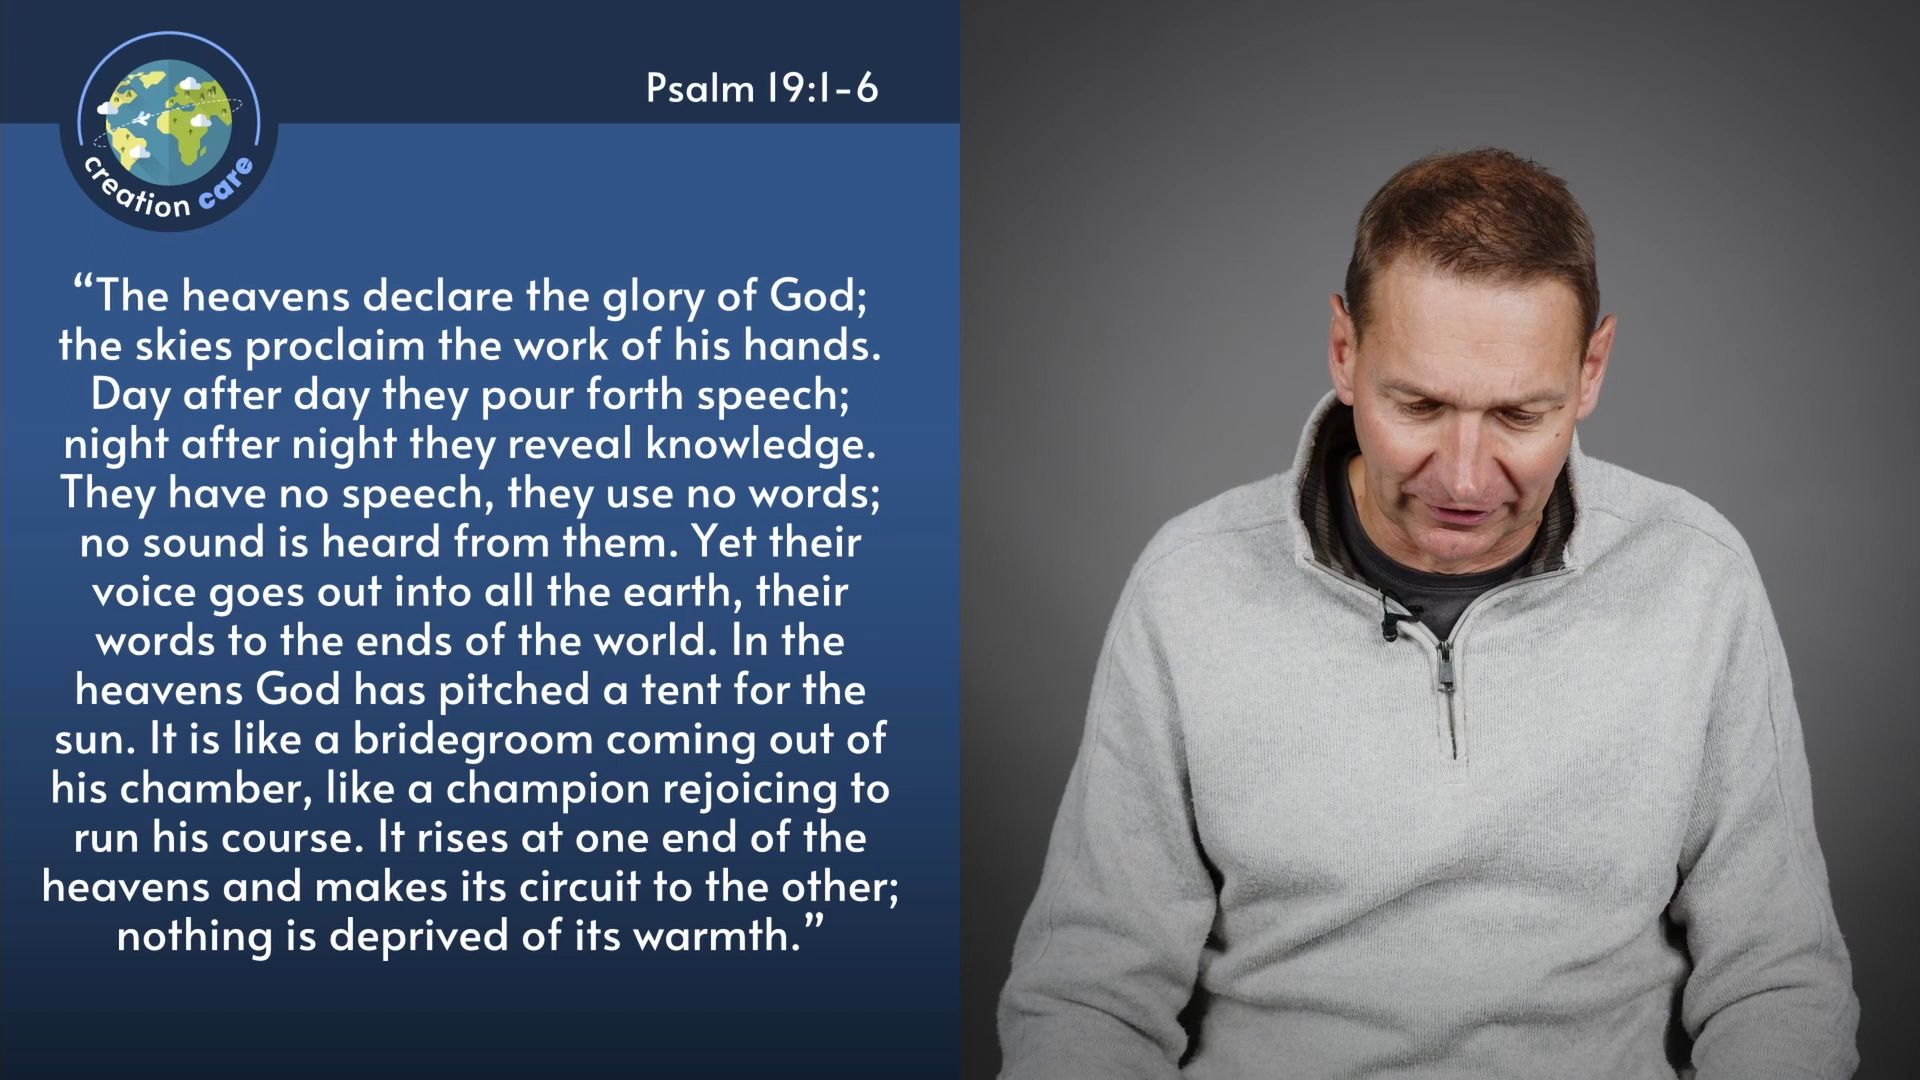 Psalm 19:1-6
creation care
“The heavens declare the glory of God;
the skies proclaim the work of his hands.
Day after day they pour forth speech;
night after night they reveal knowledge.
They have no speech, they use no words;
no sound is heard from them. Yet their
voice goes out into all the earth, their
words to the ends of the world. In the
heavens God has pitched a tent for the
sun. It is like a bridegroom coming out of
his chamber, like a champion rejoicing to
run his course. It rises at one end of the
heavens and makes its circuit to the other;
nothing is deprived of its warmth.”